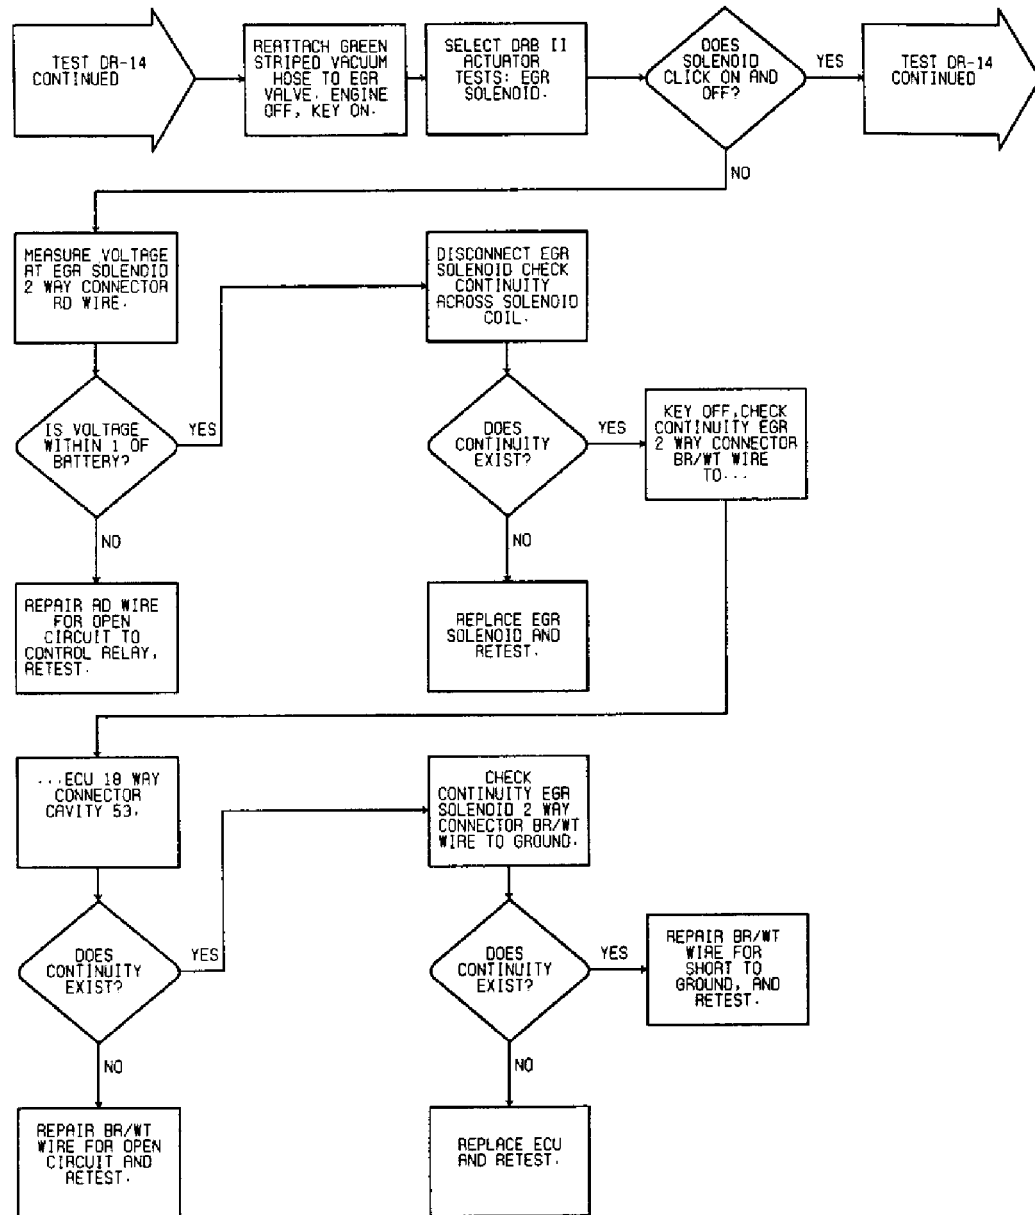 TEST DR-14
CONTINUED
REATTACH GREEN
STRIPED VACUUM
HOSE TO EGR
VALVE. ENGINE
OFF, KEY ON.
SELECT DRB II
ACTUATOR
TESTS: EGR
SOLENOID.
DOES
SOLENOID
CLICK ON AND
OFF?
YES
TEST DR-14
CONTINUED
NO
MEASURE VOLTAGE
AT EGR SOLENOID
2 WAY CONNECTOR
RD WIRE.
DISCONNECT EGR
SOLENOID CHECK
CONTINUITY
ACROSS SOLENOID
COIL.
IS VOLTAGE
WITHIN 1 OF
BATTERY?
YES
DOES
CONTINUITY
EXIST?
YES
KEY OFF,CHECK
CONTINUITY EGR
2 WAY CONNECTOR
BR/WT WIRE
TO...
NO
NO
REPAIR RD WIRE
FOR OPEN
CIRCUIT TO
CONTROL RELAY,
RETEST.
REPLACE EGR
SOLENOID AND
RETEST.
...ECU 18 WAY
CONNECTOR
CAVITY 53.
CHECK
CONTINUITY EGR
SOLENOID 2 WAY
CONNECTOR BR/WT
WIRE TO GROUND.
DOES
CONTINUITY
EXIST?
YES
DOES
CONTINUITY
EXIST?
YES
REPAIR BR/WT
WIRE FOR
SHORT TO
GROUND, AND
RETEST.
NO
NO
REPAIR BR/WT
WIRE FOR OPEN
CIRCUIT AND
RETEST.
REPLACE ECU
AND RETEST.